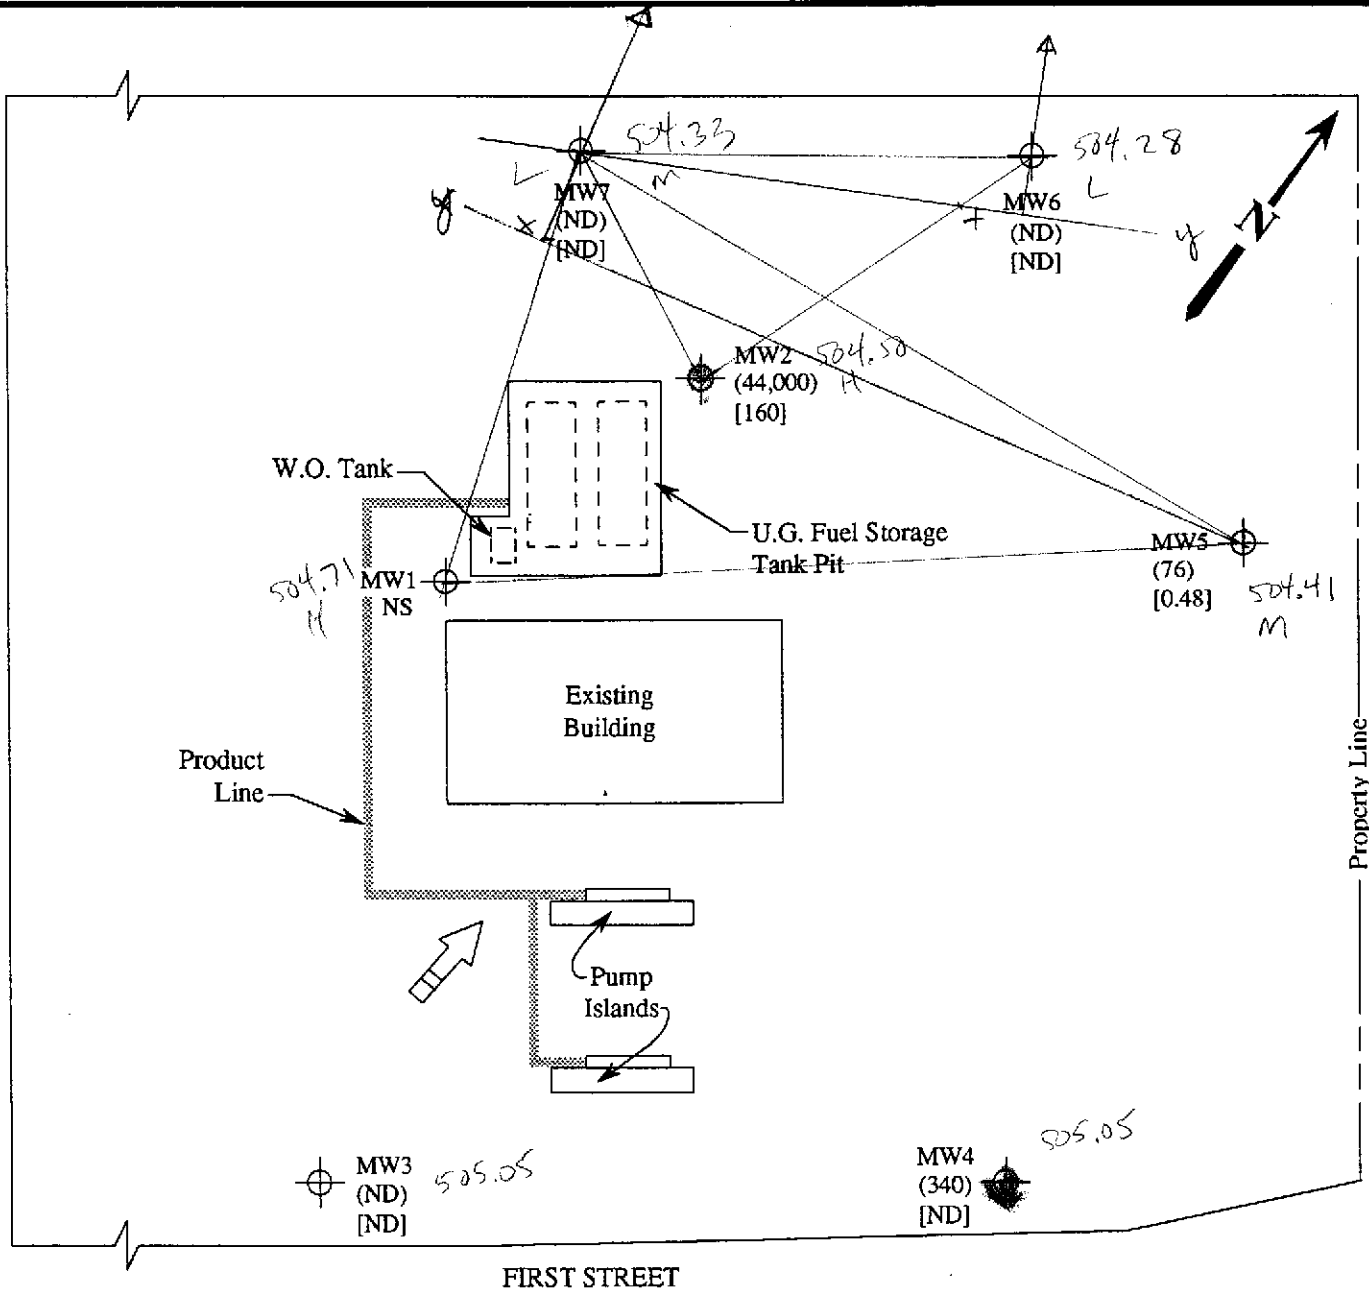 504.33
504.28
L
M
L
MW7
(ND)
[ND]
MW6
(ND)
[ND]
N
x
y
y
MW2
(44,000)
[160]
504.50
H
W.O. Tank
U.G. Fuel Storage
Tank Pit
MW1
NS
504.71
H
MW5
(76)
[0.48]
504.41
M
Existing
Building
Product
Line
Property Line
Pump
Islands
MW3
(ND)
[ND]
505.05
MW4
(340)
[ND]
505.05
FIRST STREET